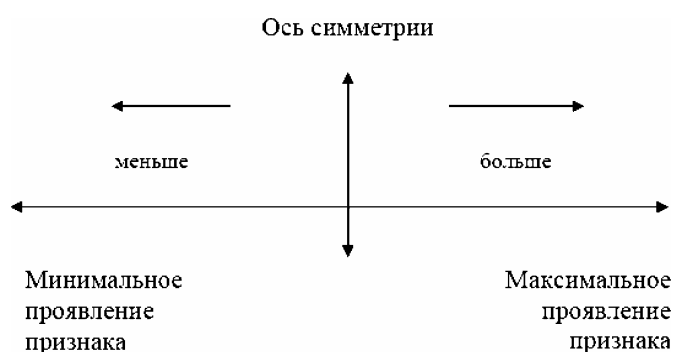 Ось симметрии
меньше
больше
Минимальное
проявление
признака
Максимальное
проявление
признака